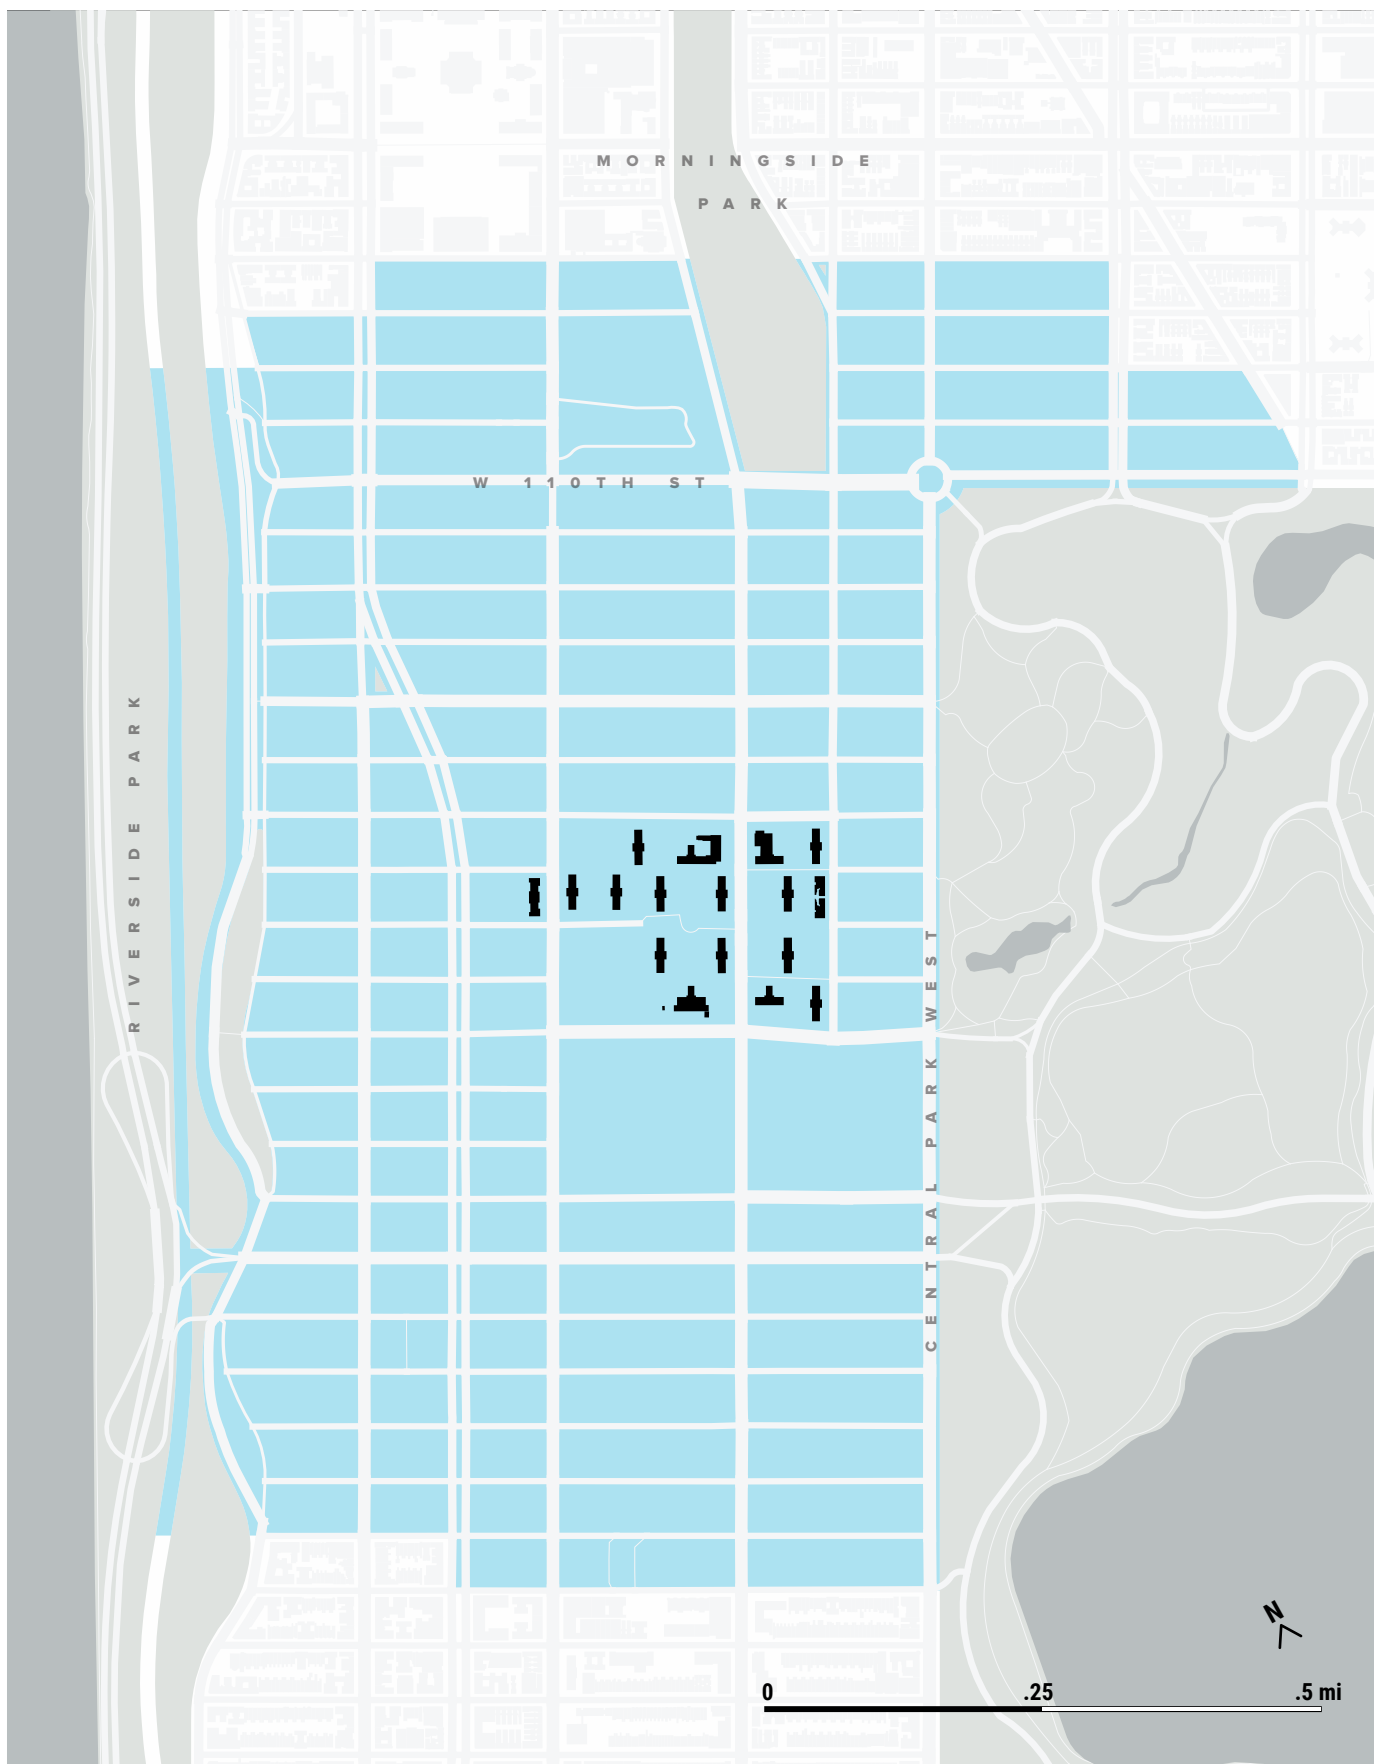 MORNINGSIDE
PARK
W 110TH ST
RIVERSIDE PARK
CENTRAL PARK WEST
N
0 .25 .5 mi